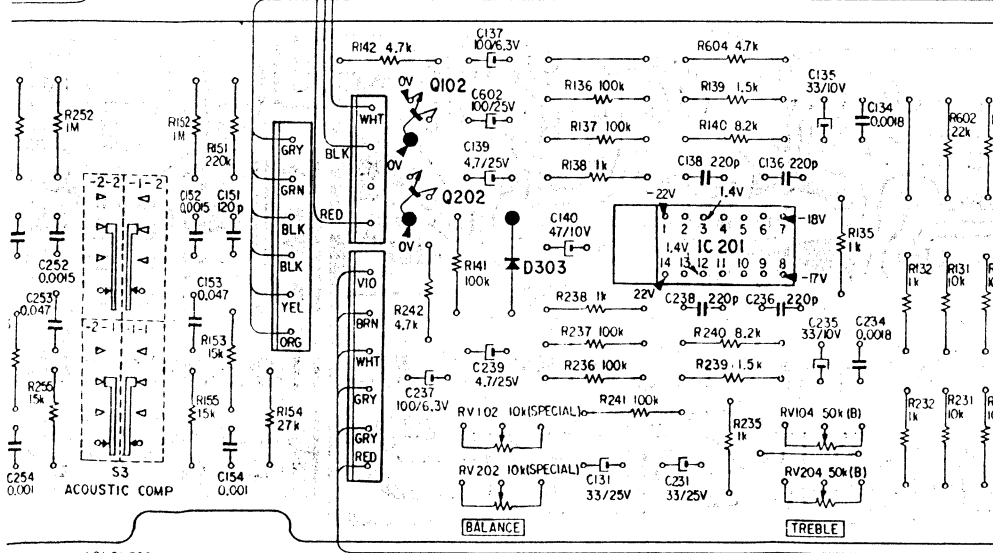 C137
100/6.3V
R142 4.7k
R604 4.7k
C135
33/10V
0V
Q102
C602
100/25V
R136 100k
R139 1.5k
C134
0.0018
R252
1M
R152
1M
R151
220k
WHT
R602
22k
GRY
BLK
R137 100k
R140 8.2k
0V
C139
4.7/25V
R138 1k
C138 220p
C136 220p
-2-2
-1-2
C152
0.0015
C151
120p
GRN
Q202
-22V
1.4V
RED
BLK
0V
C140
47/10V
1 2 3 4 5 6 7
-18V
R135
1k
1.4V
IC 201
14 13 12 11 10 9 8
-17V
C252
0.0015
BLK
VIO
R141
100k
D303
22V
R132
1k
R131
10k
C253
0.047
C153
0.047
YEL
R242
4.7k
R238 1k
C238 220p
C236 220p
BRN
C235
33/10V
C234
0.0018
-2-1
-1-1
R153
15k
ORG
R237 100k
R240 8.2k
WHT
C239
4.7/25V
R236 100k
R239 1.5k
R255
15k
R155
15k
R154
27k
GRY
C237
100/6.3V
RV102 10k(SPECIAL)
R241 100k
R235
1k
RV104 50k(B)
R232
1k
R231
10k
GRY
RED
C254
0.001
S3
ACOUSTIC COMP
C154
0.001
RV202 10k(SPECIAL)
C131
33/25V
C231
33/25V
RV204 50k(B)
BALANCE
TREBLE